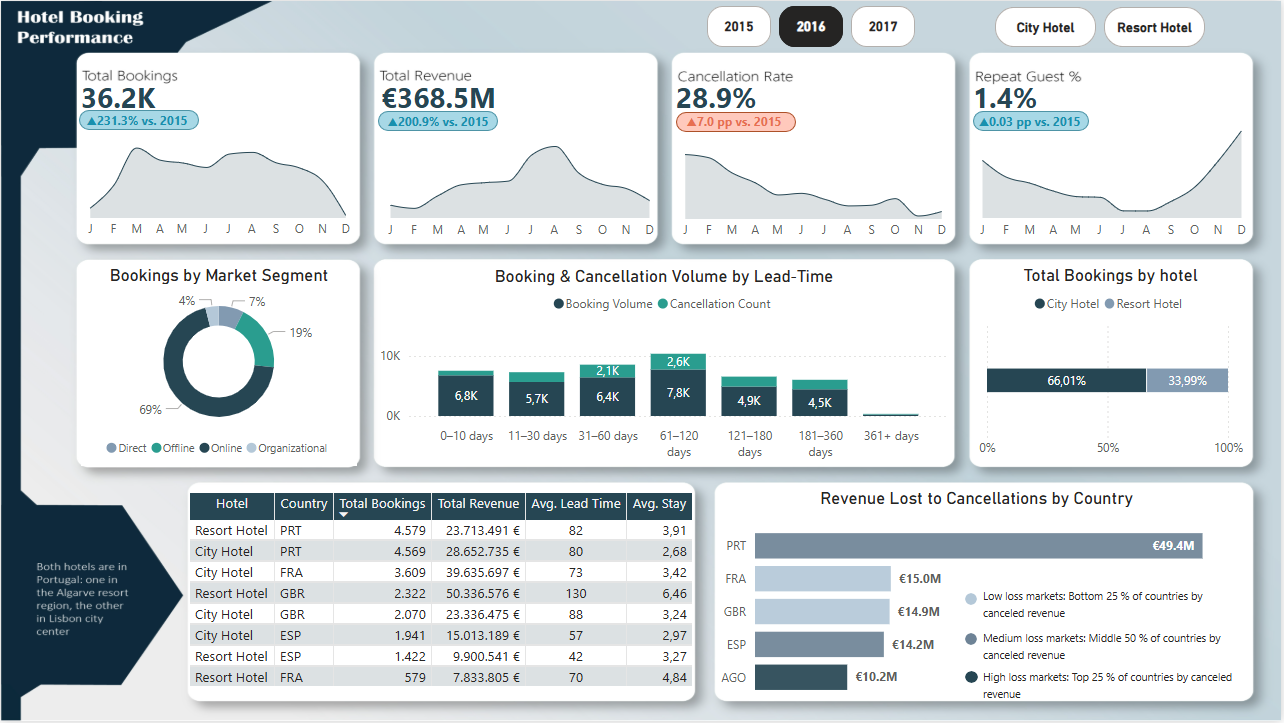 Hotel Booking
Performance
2015
2016
2017
City Hotel
Resort Hotel
Total Bookings
36.2K
▲231.3% vs. 2015
J F M A M J J A S O N D
Total Revenue
€368.5M
▲200.9% vs. 2015
J F M A M J J A S O N D
Cancellation Rate
28.9%
▲7.0 pp vs. 2015
J F M A M J J A S O N D
Repeat Guest %
1.4%
▲0.03 pp vs. 2015
J F M A M J J A S O N D
Bookings by Market Segment
4%
7%
19%
69%
Direct Offline Online Organizational
Booking & Cancellation Volume by Lead-Time
Booking Volume Cancellation Count
10K
0K
2,1K
2,6K
6,8K
5,7K
6,4K
7,8K
4,9K
4,5K
0–10 days
11–30 days
31–60 days
61–120
days
121–180
days
181–360
days
361+ days
Total Bookings by hotel
City Hotel Resort Hotel
66,01%
33,99%
0%
50%
100%
Hotel Country Total Bookings Total Revenue Avg. Lead Time Avg. Stay
Resort Hotel PRT 4.579 23.713.491 € 82 3,91
City Hotel PRT 4.569 28.652.735 € 80 2,68
City Hotel FRA 3.609 39.635.697 € 73 3,42
Resort Hotel GBR 2.322 50.336.576 € 130 6,46
City Hotel GBR 2.070 23.336.475 € 88 3,24
City Hotel ESP 1.941 15.013.189 € 57 2,97
Resort Hotel ESP 1.422 9.900.541 € 42 3,27
Resort Hotel FRA 579 7.833.805 € 70 4,84
Revenue Lost to Cancellations by Country
PRT €49.4M
FRA €15.0M
GBR €14.9M
ESP €14.2M
AGO €10.2M
Low loss markets: Bottom 25 % of countries by
canceled revenue
Medium loss markets: Middle 50 % of countries by
canceled revenue
High loss markets: Top 25 % of countries by canceled
revenue
Both hotels are in
Portugal: one in
the Algarve resort
region, the other
in Lisbon city
center